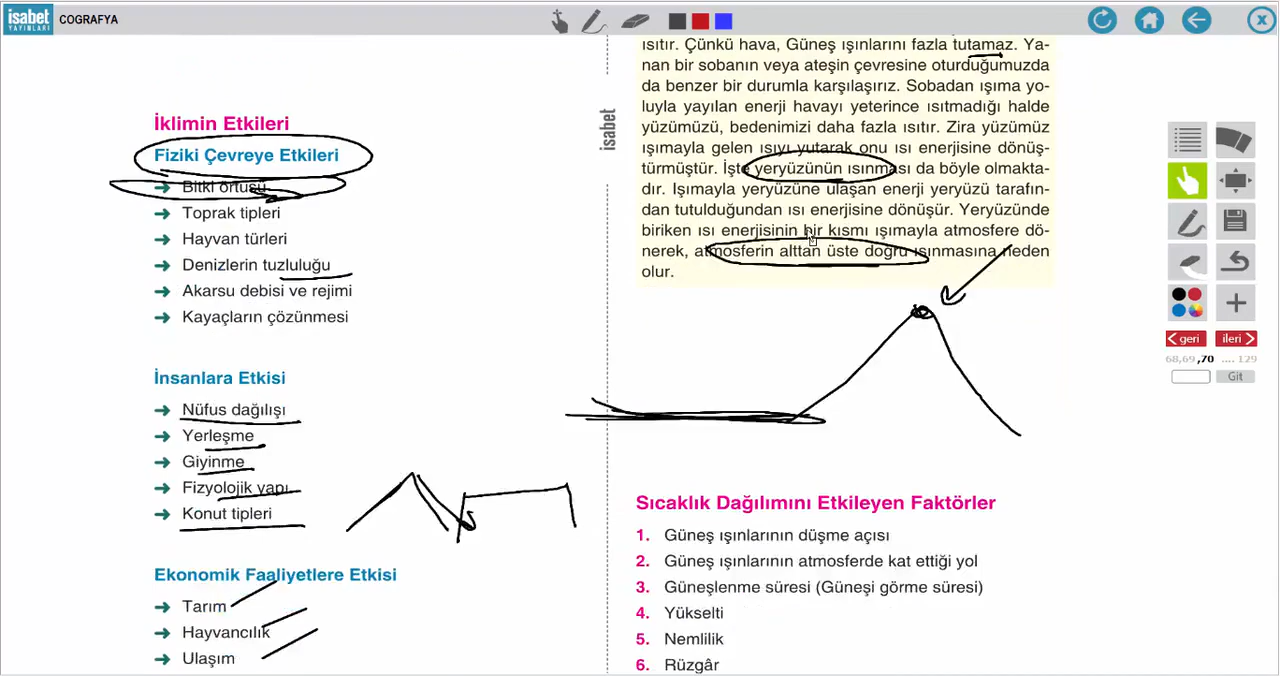 isabet
YAYINLARI
COGRAFYA
İklimin Etkileri
Fiziki Çevreye Etkileri
Bitki örtüsü
Toprak tipleri
Hayvan türleri
Denizlerin tuzluluğu
Akarsu debisi ve rejimi
Kayaçların çözünmesi
İnsanlara Etkisi
Nüfus dağılışı
Yerleşme
Giyinme
Fizyolojik yapı
Konut tipleri
Ekonomik Faaliyetlere Etkisi
Tarım
Hayvancılık
Ulaşım
isabet
ısıtır. Çünkü hava, Güneş ışınlarını fazla tutamaz. Ya-
nan bir sobanın veya ateşin çevresine oturduğumuzda
da benzer bir durumla karşılaşırız. Sobadan ışıma yo-
luyla yayılan enerji havayı yeterince ısıtmadığı halde
yüzümüzü, bedenimizi daha fazla ısıtır. Zira yüzümüz
ışımayla gelen ısıyı yutarak onu ısı enerjisine dönüş-
türmüştür. İşte yeryüzünün ısınması da böyle olmakta-
dır. Işımayla yeryüzüne ulaşan enerji yeryüzü tarafın-
dan tutulduğundan ısı enerjisine dönüşür. Yeryüzünde
biriken ısı enerjisinin bir kısmı ışımayla atmosfere dö-
nerek, atmosferin alttan üste doğru ısınmasına neden
olur.
Sıcaklık Dağılımını Etkileyen Faktörler
1. Güneş ışınlarının düşme açısı
2. Güneş ışınlarının atmosferde kat ettiği yol
3. Güneşlenme süresi (Güneşi görme süresi)
4. Yükselti
5. Nemlilik
6. Rüzgâr
geri ileri
68,69,70 .... 129
Git